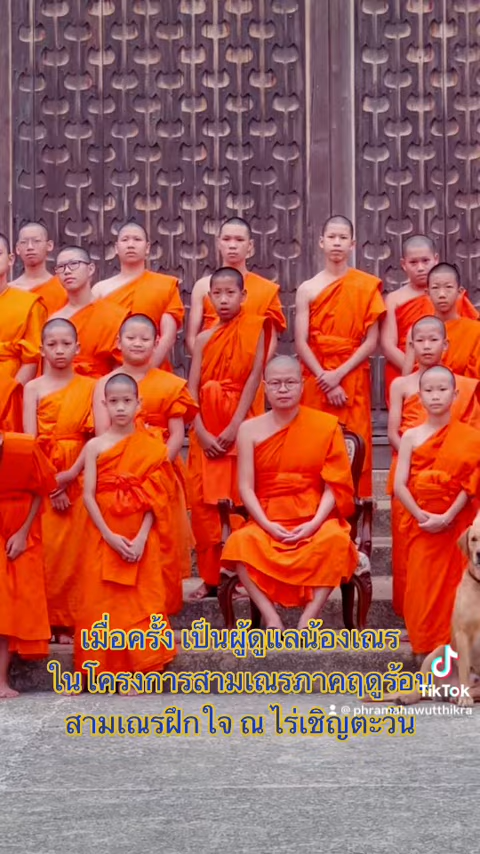 เมื่อครั้ง เป็นผู้ดูแลน้องเณร
ในโครงการสามเณรภาคฤดูร้อน
สามเณรฝึกใจ ณ ไร่เชิญตะวัน
TikTok
@ phramahawutthikra